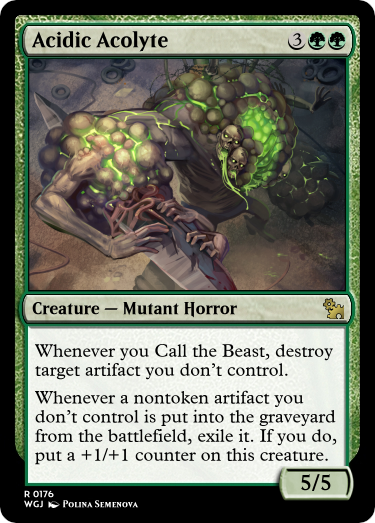 Acidic Acolyte 3
Creature — Mutant Horror
Whenever you Call the Beast, destroy
target artifact you don't control.
Whenever a nontoken artifact you
don't control is put into the graveyard
from the battlefield, exile it. If you do,
put a +1/+1 counter on this creature.
5/5
R 0176
WGJ Polina Semenova